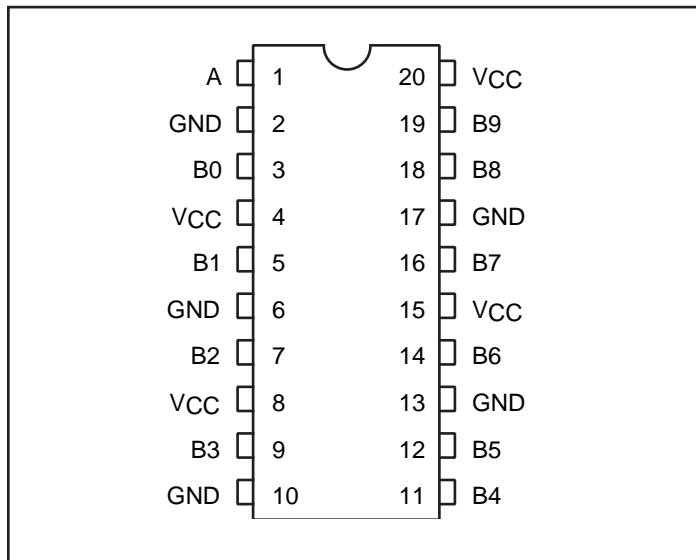 A 1 20 VCC
GND 2 19 B9
B0 3 18 B8
VCC 4 17 GND
B1 5 16 B7
GND 6 15 VCC
B2 7 14 B6
VCC 8 13 GND
B3 9 12 B5
GND 10 11 B4